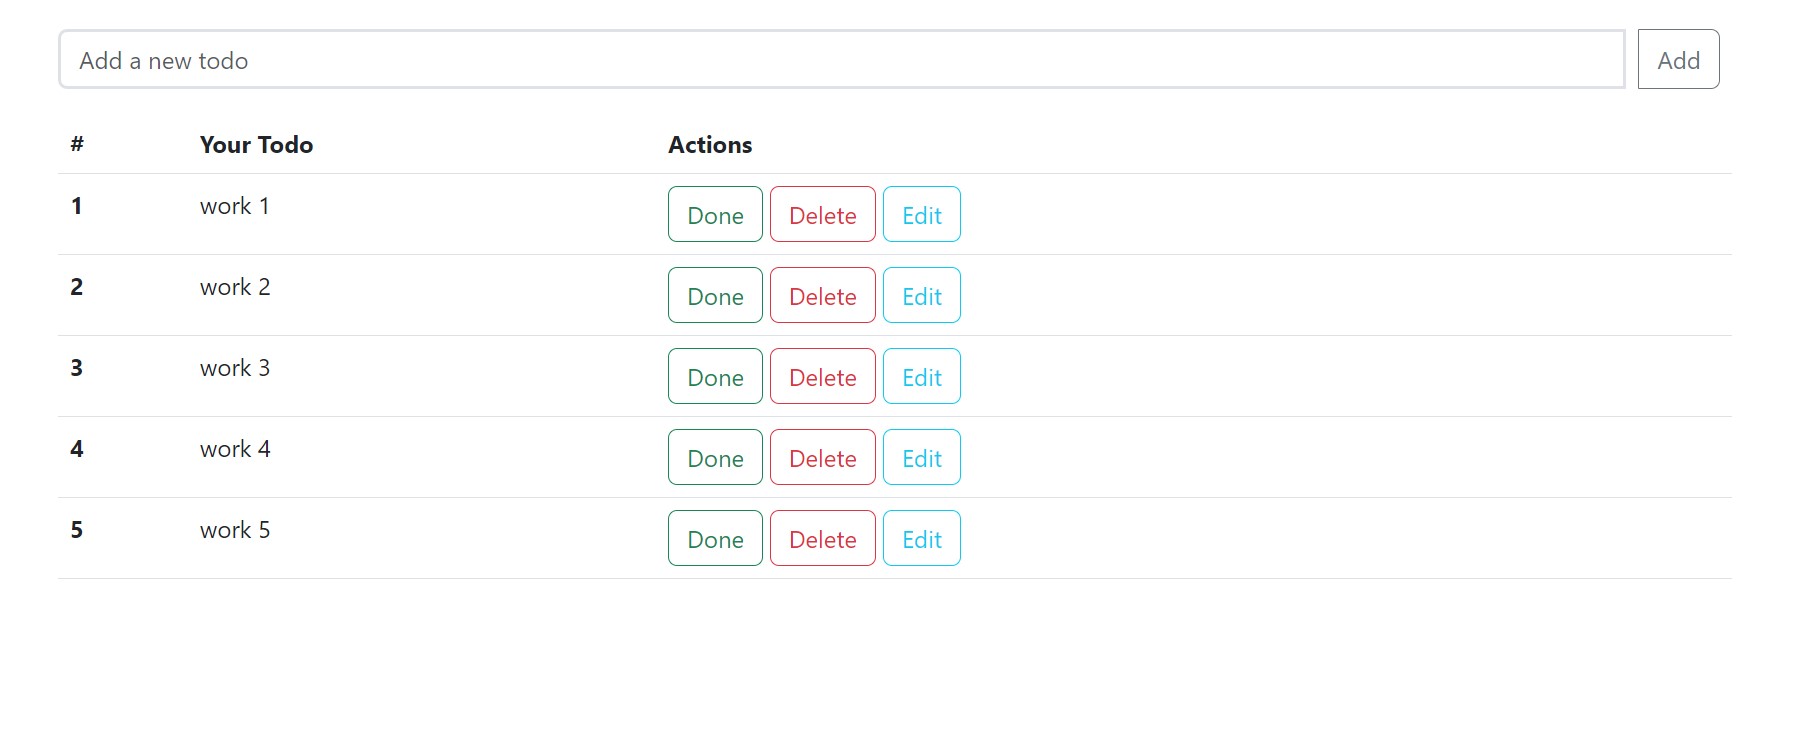 Add a new todo Add
# Your Todo Actions
1 work 1 Done Delete Edit
2 work 2 Done Delete Edit
3 work 3 Done Delete Edit
4 work 4 Done Delete Edit
5 work 5 Done Delete Edit